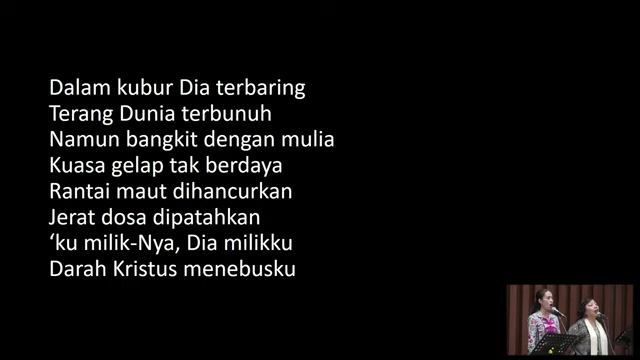 Dalam kubur Dia terbaring
Terang Dunia terbunuh
Namun bangkit dengan mulia
Kuasa gelap tak berdaya
Rantai maut dihancurkan
Jerat dosa dipatahkan
‘ku milik-Nya, Dia milikku
Darah Kristus menebusku